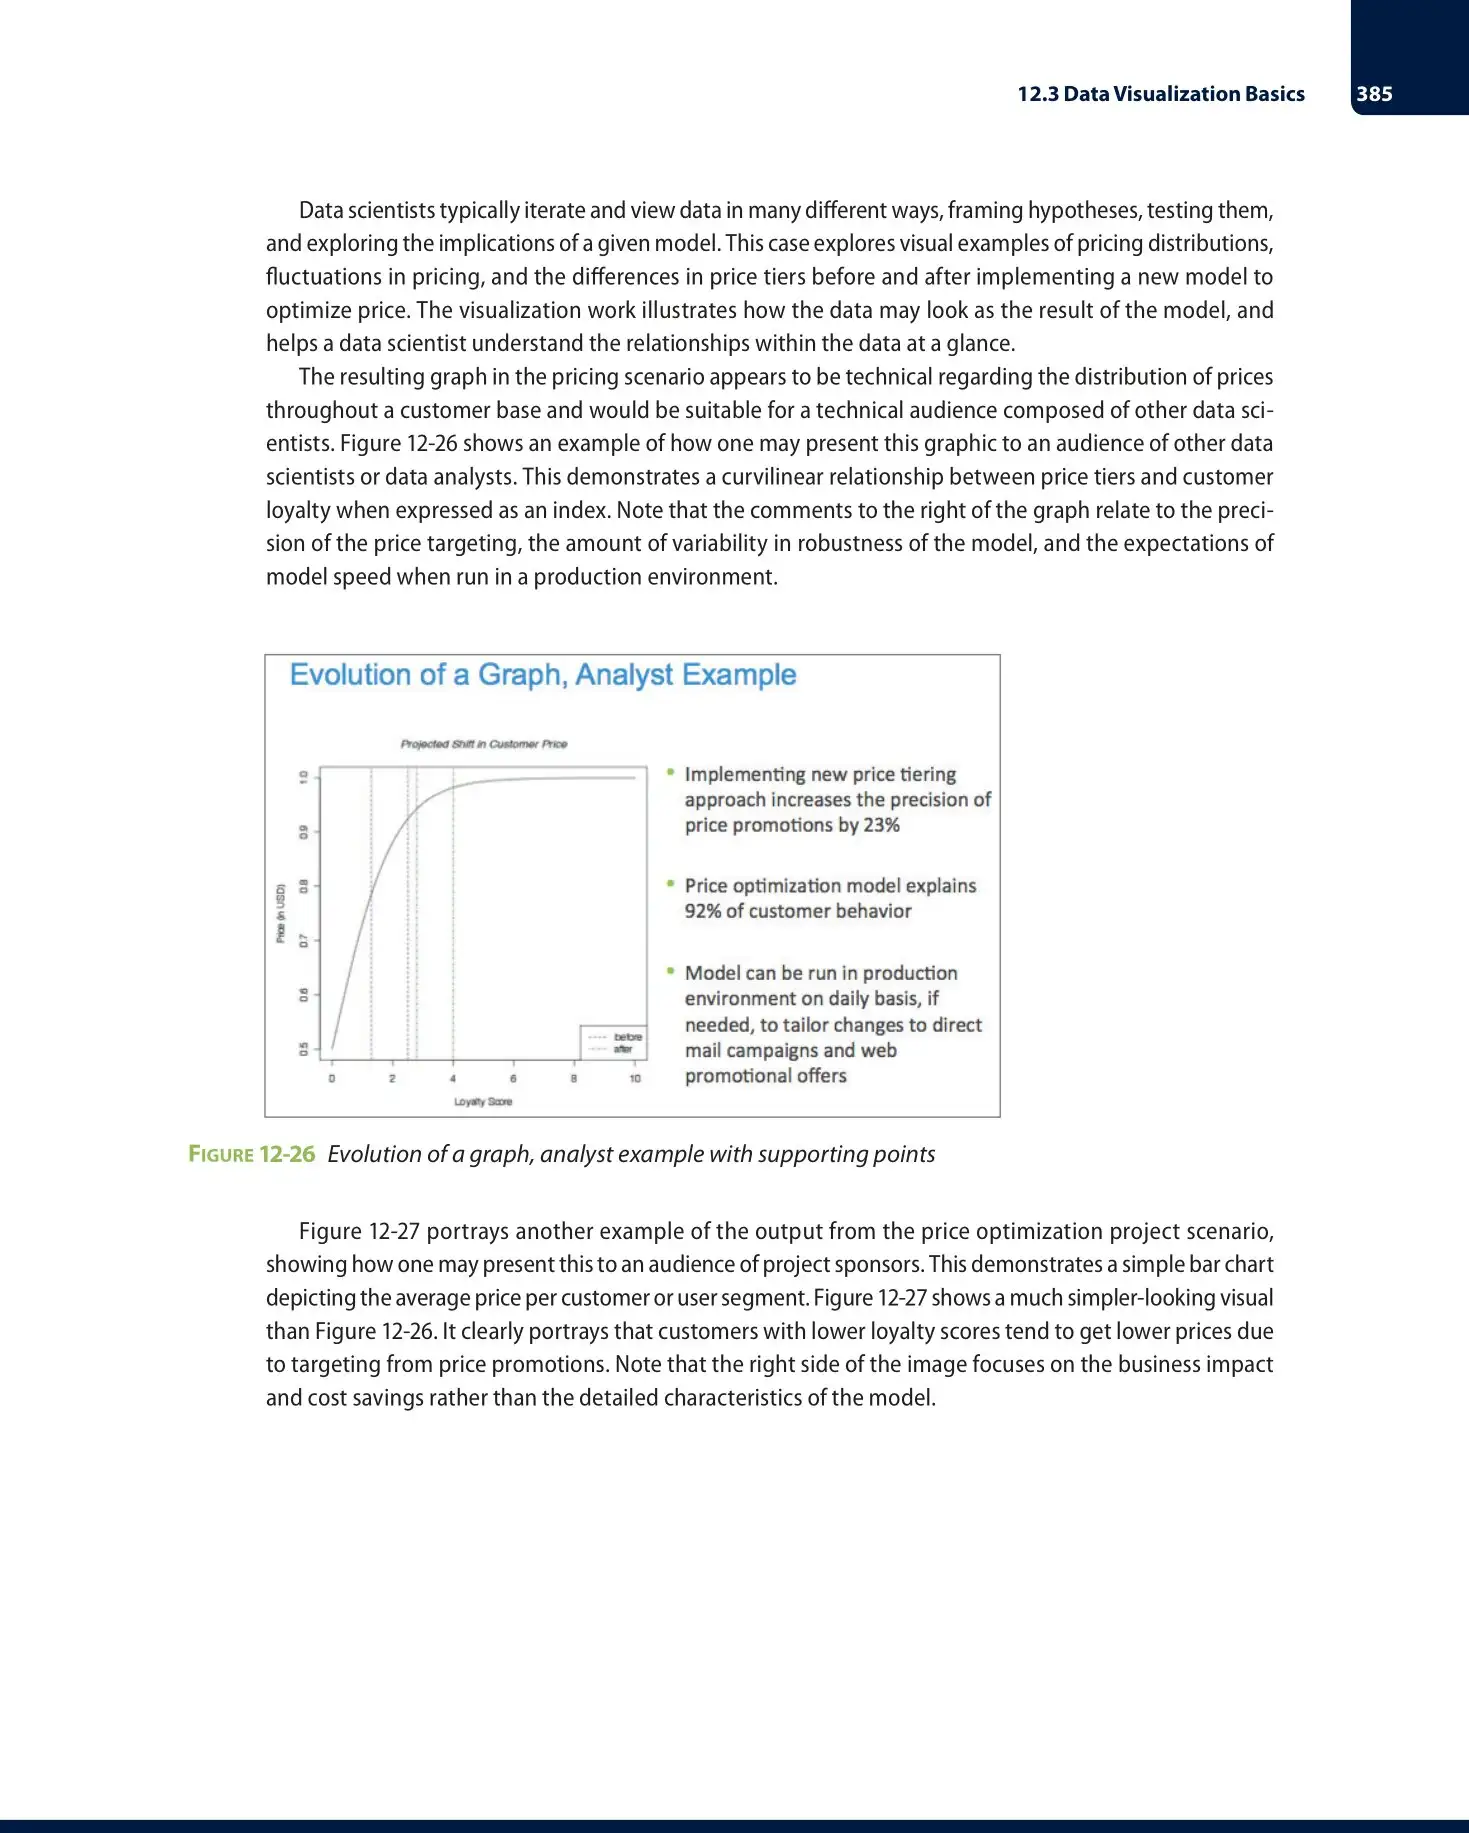 12.3 Data Visualization Basics 385
Data scientists typically iterate and view data in many different ways, framing hypotheses, testing them,
and exploring the implications of a given model. This case explores visual examples of pricing distributions,
fluctuations in pricing, and the differences in price tiers before and after implementing a new model to
optimize price. The visualization work illustrates how the data may look as the result of the model, and
helps a data scientist understand the relationships within the data at a glance.
The resulting graph in the pricing scenario appears to be technical regarding the distribution of prices
throughout a customer base and would be suitable for a technical audience composed of other data sci-
entists. Figure 12-26 shows an example of how one may present this graphic to an audience of other data
scientists or data analysts. This demonstrates a curvilinear relationship between price tiers and customer
loyalty when expressed as an index. Note that the comments to the right of the graph relate to the preci-
sion of the price targeting, the amount of variability in robustness of the model, and the expectations of
model speed when run in a production environment.
Evolution of a Graph, Analyst Example
Projected Shift in Customer Price
Price (in USD)
1.0
0.9
0.8
0.7
0.6
0.5
before
after
0 2 4 6 8 10
Loyalty Score
• Implementing new price tiering
approach increases the precision of
price promotions by 23%
• Price optimization model explains
92% of customer behavior
• Model can be run in production
environment on daily basis, if
needed, to tailor changes to direct
mail campaigns and web
promotional offers
FIGURE 12-26 Evolution of a graph, analyst example with supporting points
Figure 12-27 portrays another example of the output from the price optimization project scenario,
showing how one may present this to an audience of project sponsors. This demonstrates a simple bar chart
depicting the average price per customer or user segment. Figure 12-27 shows a much simpler-looking visual
than Figure 12-26. It clearly portrays that customers with lower loyalty scores tend to get lower prices due
to targeting from price promotions. Note that the right side of the image focuses on the business impact
and cost savings rather than the detailed characteristics of the model.